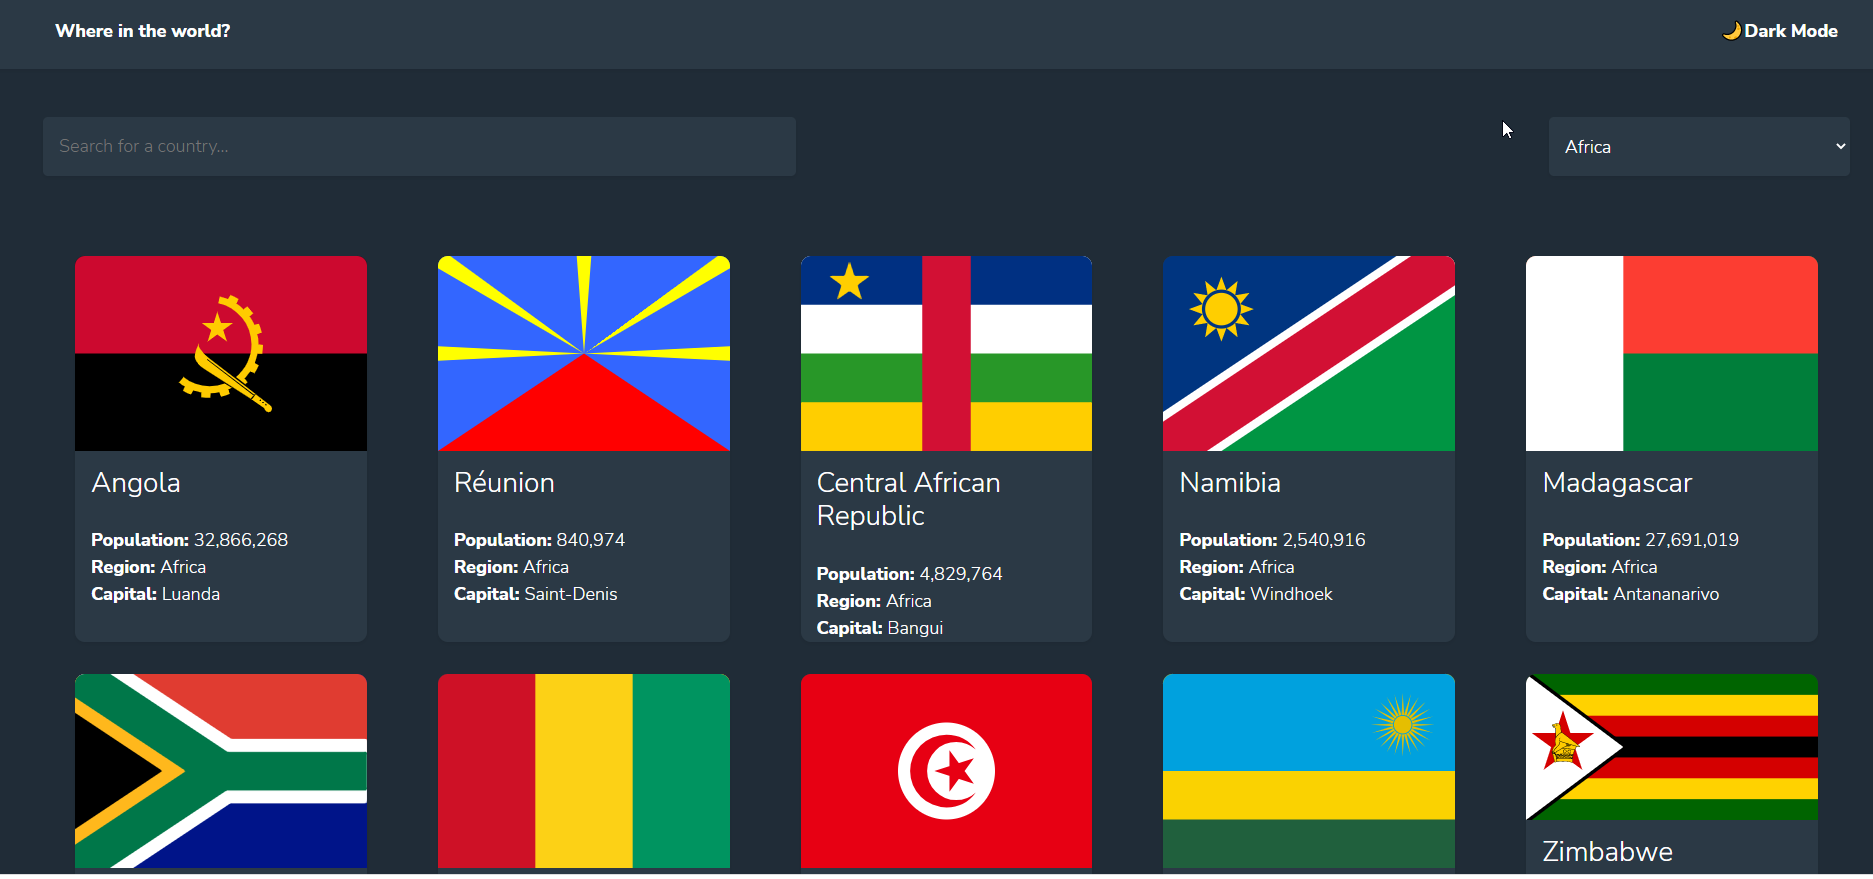 Where in the world?
🌙Dark Mode
Search for a country...
Africa
Angola
Population: 32,866,268
Region: Africa
Capital: Luanda
Réunion
Population: 840,974
Region: Africa
Capital: Saint-Denis
Central African
Republic
Population: 4,829,764
Region: Africa
Capital: Bangui
Namibia
Population: 2,540,916
Region: Africa
Capital: Windhoek
Madagascar
Population: 27,691,019
Region: Africa
Capital: Antananarivo
Zimbabwe